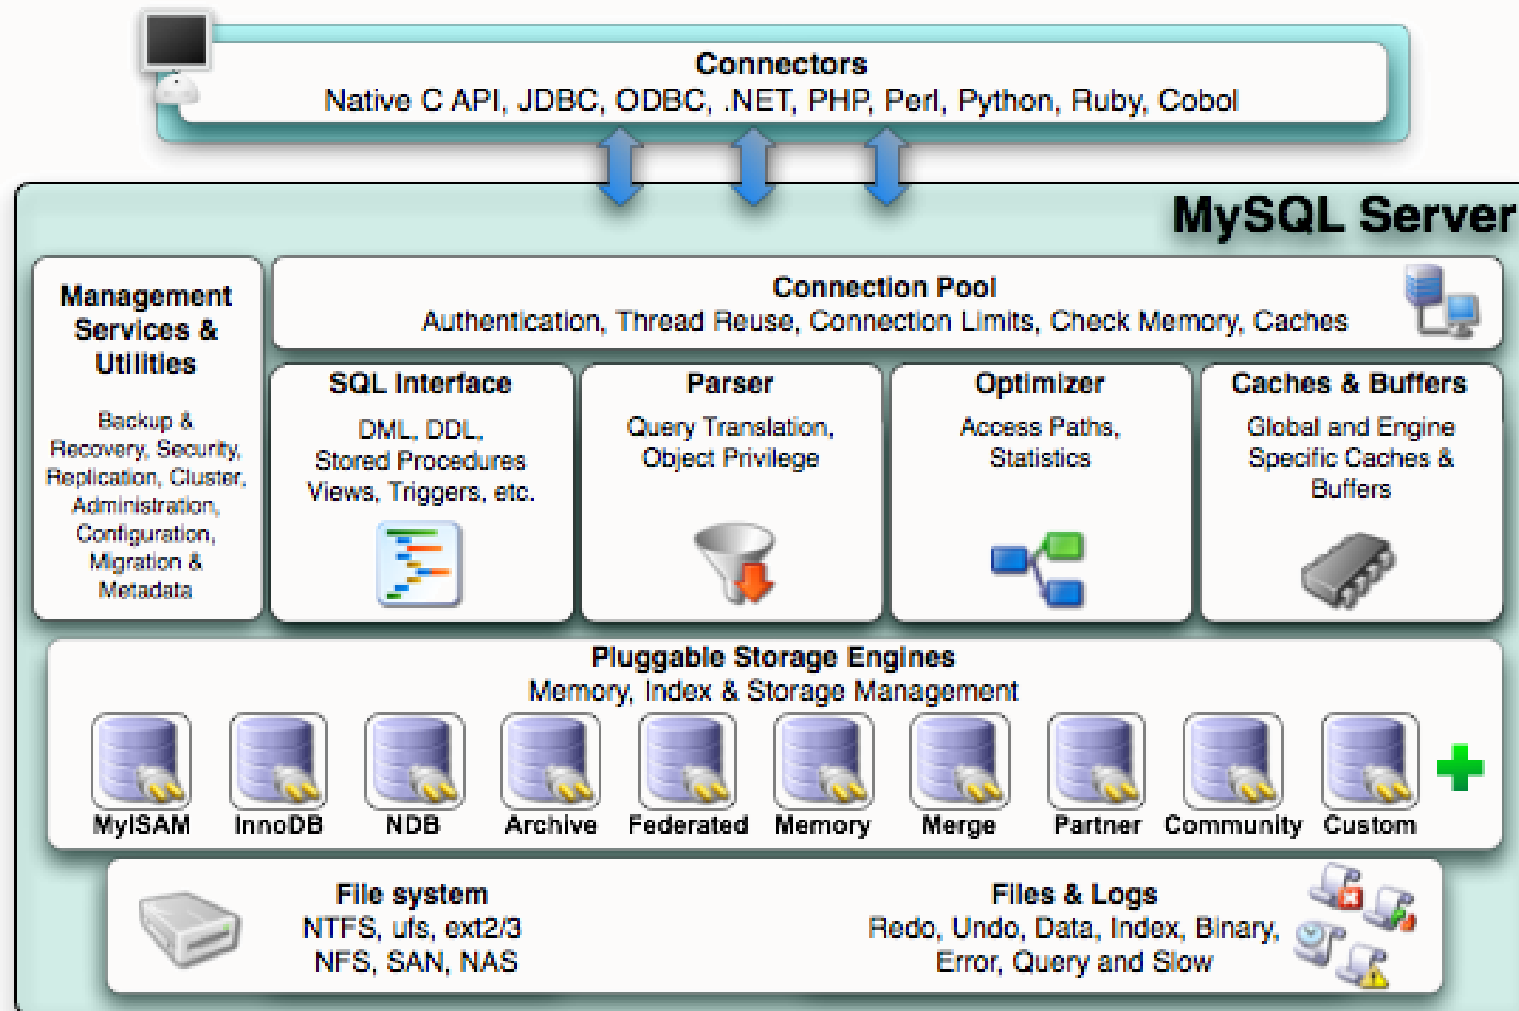 Connectors
Native C API, JDBC, ODBC, .NET, PHP, Perl, Python, Ruby, Cobol
MySQL Server
Management
Services &
Utilities
Backup &
Recovery, Security,
Replication, Cluster,
Administration,
Configuration,
Migration &
Metadata
Connection Pool
Authentication, Thread Reuse, Connection Limits, Check Memory, Caches
SQL Interface
DML, DDL,
Stored Procedures
Views, Triggers, etc.
Parser
Query Translation,
Object Privilege
Optimizer
Access Paths,
Statistics
Caches & Buffers
Global and Engine
Specific Caches &
Buffers
Pluggable Storage Engines
Memory, Index & Storage Management
MyISAM
InnoDB
NDB
Archive
Federated
Memory
Merge
Partner
Community
Custom
File system
NTFS, ufs, ext2/3
NFS, SAN, NAS
Files & Logs
Redo, Undo, Data, Index, Binary,
Error, Query and Slow